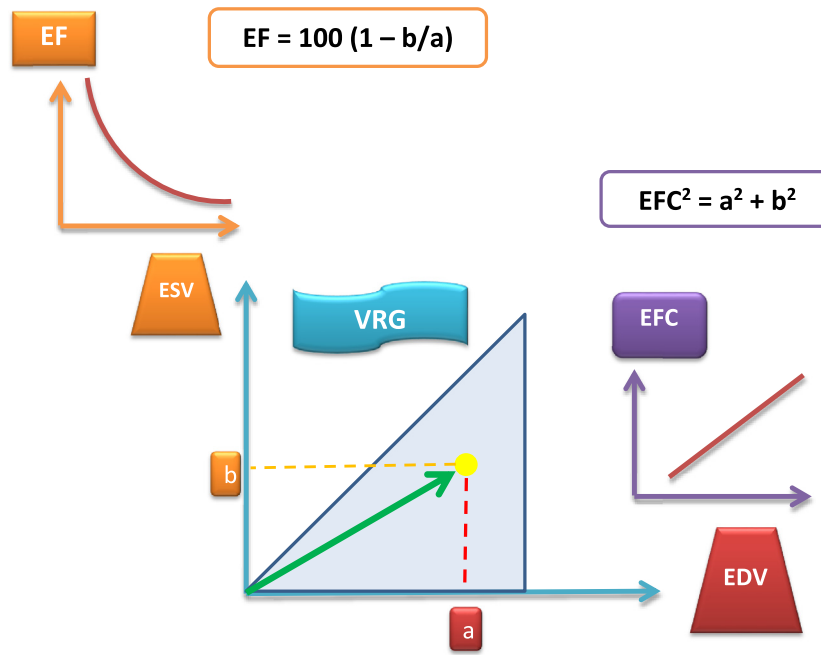 EF
EF = 100 (1 – b/a)
EFC² = a² + b²
ESV
VRG
EFC
b
EDV
a